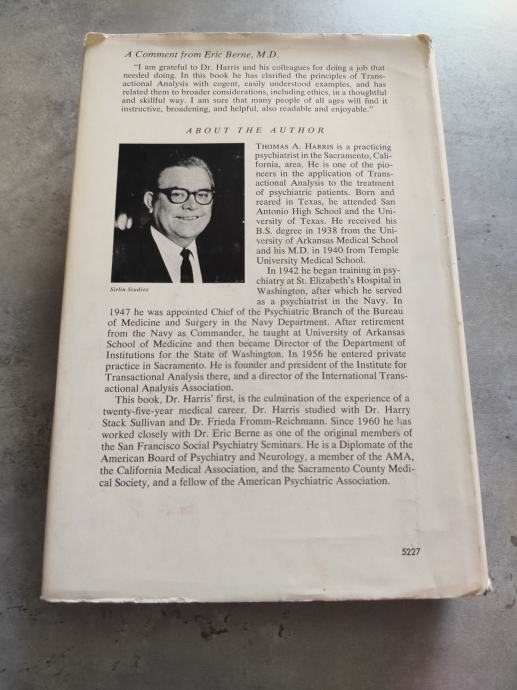 A Comment from Eric Berne, M.D.
"I am grateful to Dr. Harris and his colleagues for doing a job that
needed doing. In this book he has clarified the principles of Trans-
actional Analysis with cogent, easily understood examples, and has
related them to broader considerations, including ethics, in a thoughtful
and skillful way. I am sure that many people of all ages will find it
instructive, broadening, and helpful, also readable and enjoyable."
ABOUT THE AUTHOR
THOMAS A. HARRIS is a practicing
psychiatrist in the Sacramento, Cali-
fornia, area. He is one of the pio-
neers in the application of Trans-
actional Analysis to the treatment
of psychiatric patients. Born and
reared in Texas, he attended San
Antonio High School and the Uni-
versity of Texas. He received his
B.S. degree in 1938 from the Uni-
versity of Arkansas Medical School
and his M.D. in 1940 from Temple
University Medical School.
In 1942 he began training in psy-
chiatry at St. Elizabeth's Hospital in
Washington, after which he served
as a psychiatrist in the Navy. In
Sirlin Studios
1947 he was appointed Chief of the Psychiatric Branch of the Bureau
of Medicine and Surgery in the Navy Department. After retirement
from the Navy as Commander, he taught at University of Arkansas
School of Medicine and then became Director of the Department of
Institutions for the State of Washington. In 1956 he entered private
practice in Sacramento. He is founder and president of the Institute for
Transactional Analysis there, and a director of the International Trans-
actional Analysis Association.
This book, Dr. Harris' first, is the culmination of the experience of a
twenty-five-year medical career. Dr. Harris studied with Dr. Harry
Stack Sullivan and Dr. Frieda Fromm-Reichmann. Since 1960 he has
worked closely with Dr. Eric Berne as one of the original members of
the San Francisco Social Psychiatry Seminars. He is a Diplomate of the
American Board of Psychiatry and Neurology, a member of the AMA,
the California Medical Association, and the Sacramento County Medi-
cal Society, and a fellow of the American Psychiatric Association.
5227